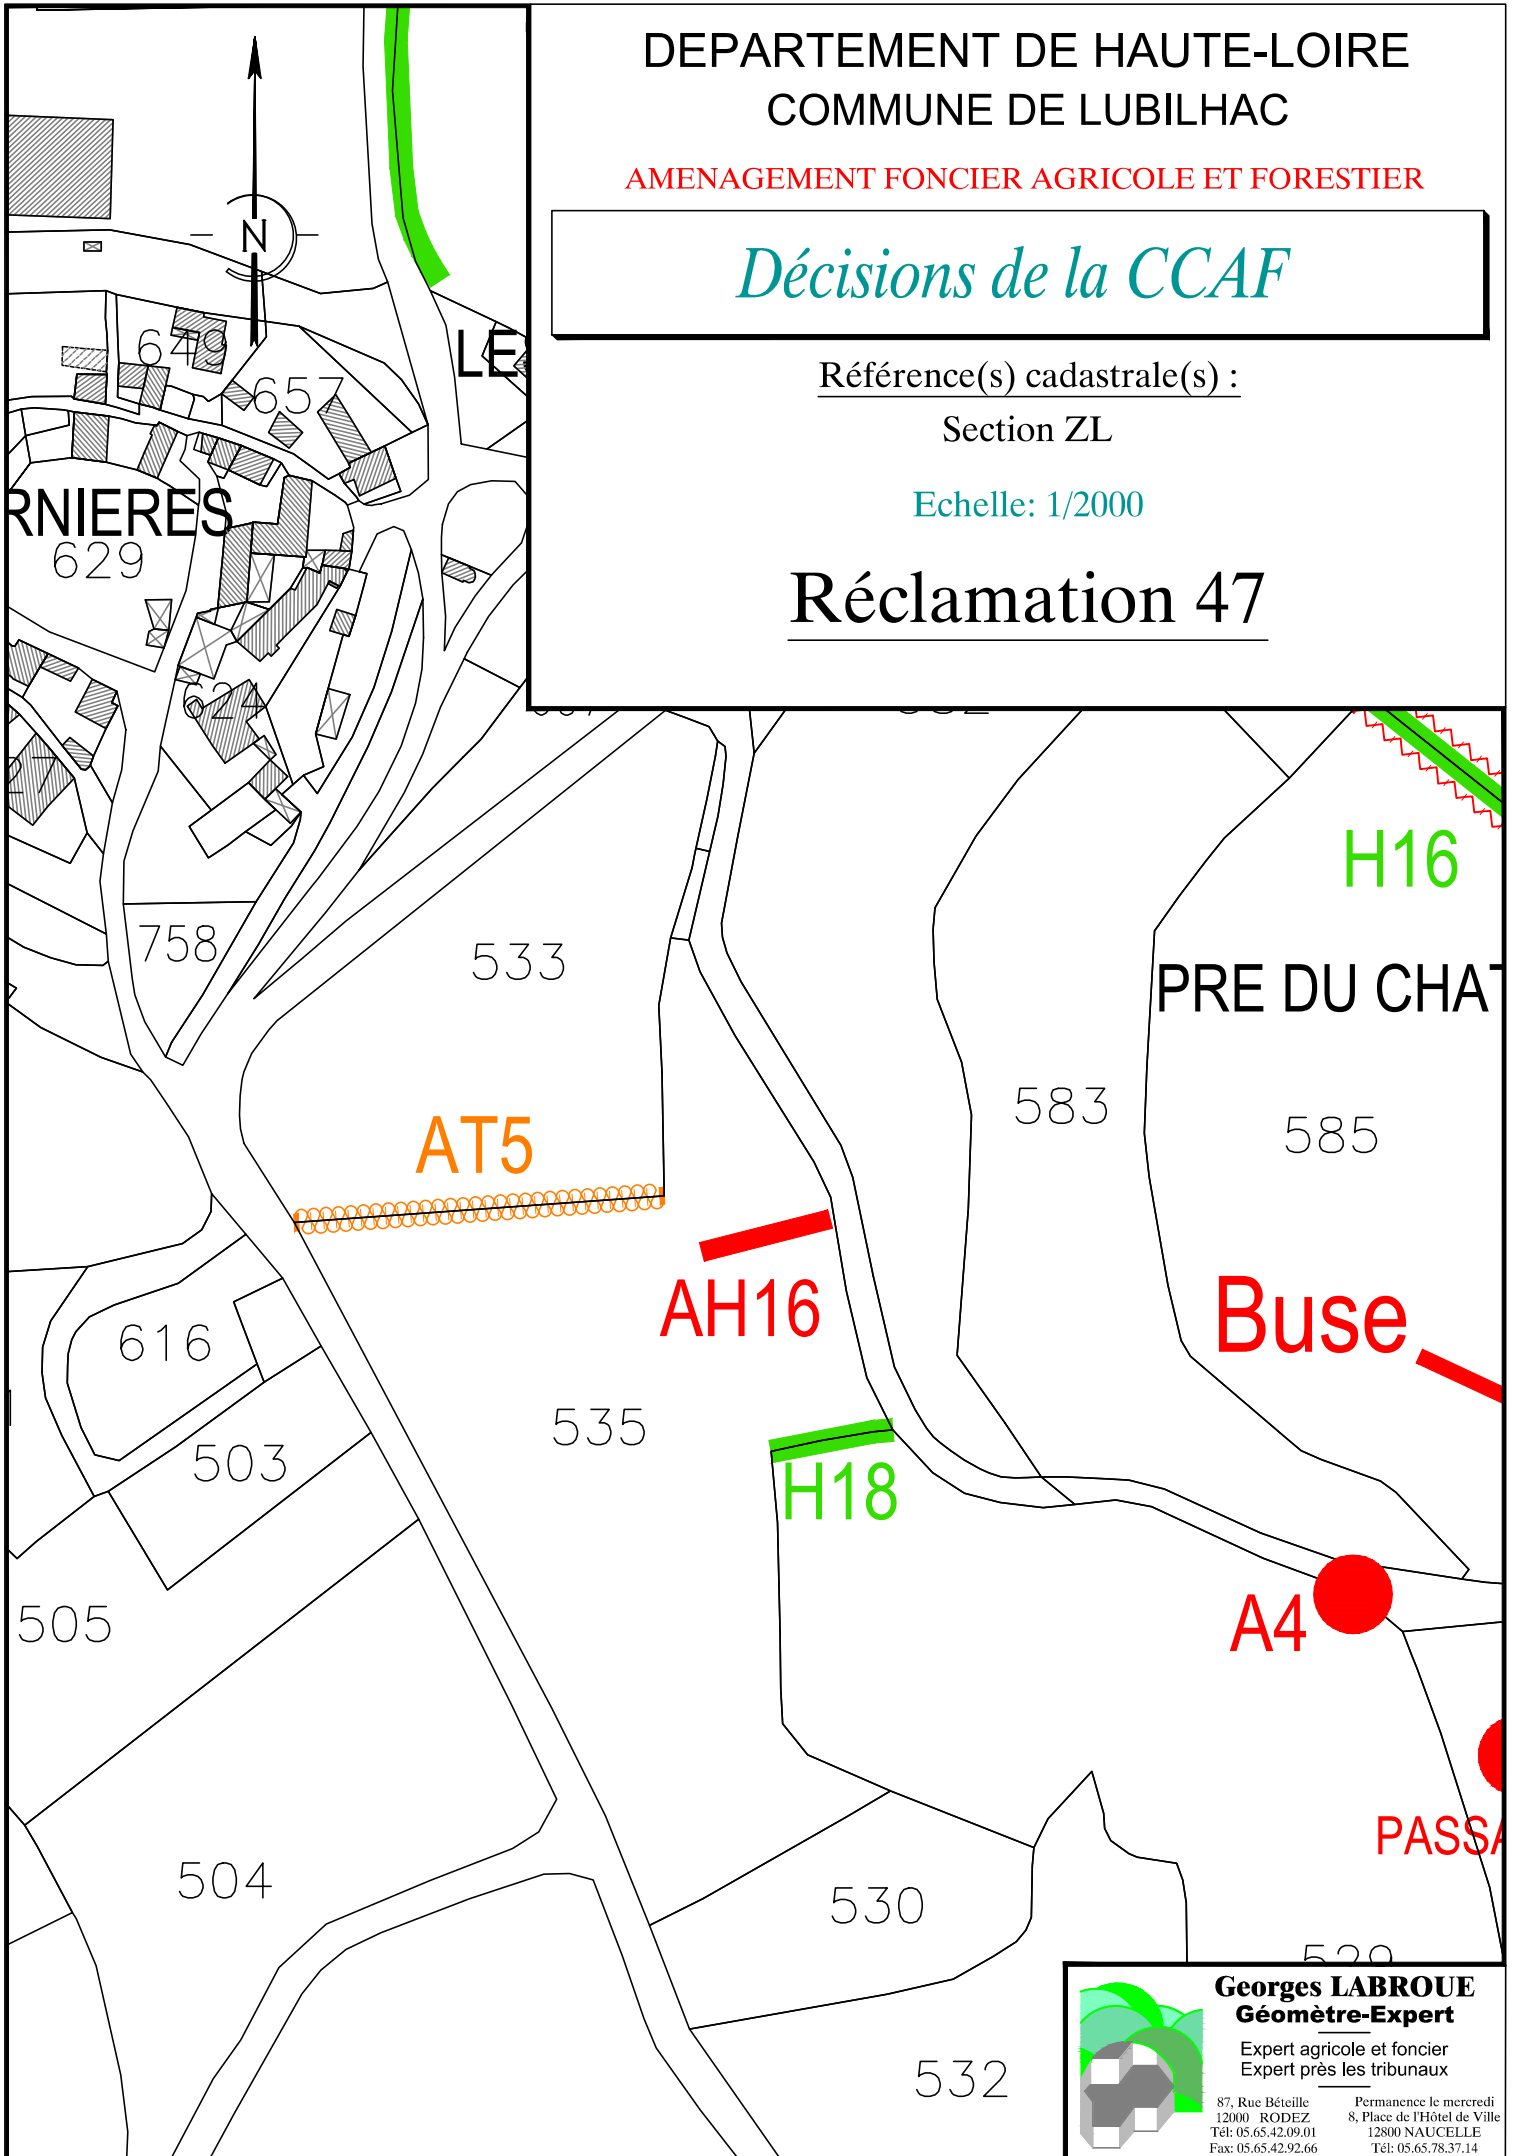 DEPARTEMENT DE HAUTE-LOIRE
COMMUNE DE LUBILHAC
AMENAGEMENT FONCIER AGRICOLE ET FORESTIER
Décisions de la CCAF
Référence(s) cadastrale(s) :
Section ZL
Echelle: 1/2000
Réclamation 47
N
649
657
LES
RNIERES
629
624
27
758
533
H16
PRE DU CHAT
583
585
AT5
AH16
Buse
616
535
503
H18
505
A4
PASSA
504
530
529
532
Georges LABROUE
Géomètre-Expert
Expert agricole et foncier
Expert près les tribunaux
87, Rue Béteille
12000 RODEZ
Tél: 05.65.42.09.01
Fax: 05.65.42.92.66
Permanence le mercredi
8, Place de l'Hôtel de Ville
12800 NAUCELLE
Tél: 05.65.78.37.14